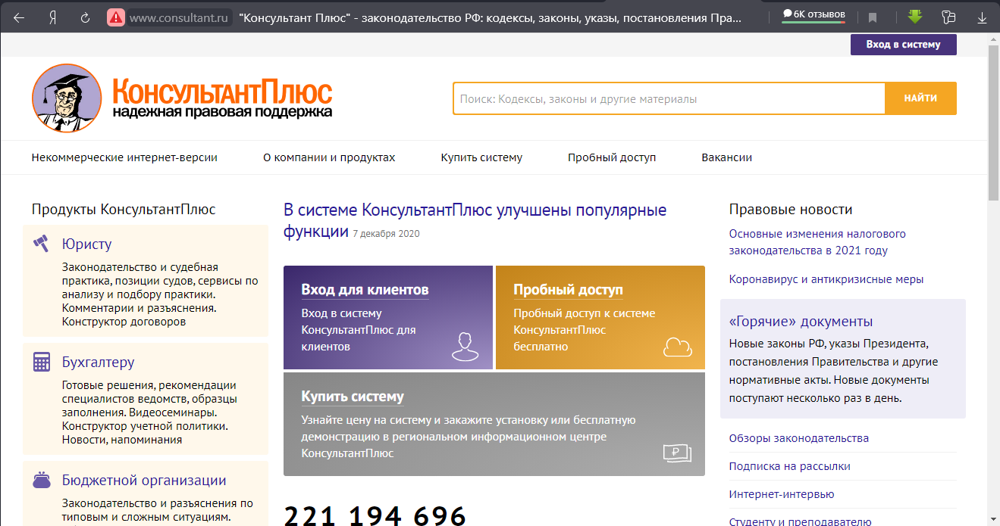 Я
www.consultant.ru
"Консультант Плюс" - законодательство РФ: кодексы, законы, указы, постановления Пра...
6К отзывов
Вход в систему
КонсультантПлюс
надежная правовая поддержка
Поиск: Кодексы, законы и другие материалы
НАЙТИ
Некоммерческие интернет-версии
О компании и продуктах
Купить систему
Пробный доступ
Вакансии
Продукты КонсультантПлюс
Юристу
Законодательство и судебная
практика, позиции судов, сервисы по
анализу и подбору практики.
Комментарии и разъяснения.
Конструктор договоров
Бухгалтеру
Готовые решения, рекомендации
специалистов ведомств, образцы
заполнения. Видеосеминары.
Конструктор учетной политики.
Новости, напоминания
Бюджетной организации
Законодательство и разъяснения по
типовым и сложным ситуациям.
В системе КонсультантПлюс улучшены популярные
функции 7 декабря 2020
Вход для клиентов
Вход в систему
КонсультантПлюс для
клиентов
Пробный доступ
Пробный доступ к системе
КонсультантПлюс
бесплатно
Купить систему
Узнайте цену на систему и закажите установку или бесплатную
демонстрацию в региональном информационном центре
КонсультантПлюс
₽
221 194 696
Правовые новости
Основные изменения налогового
законодательства в 2021 году
Коронавирус и антикризисные меры
«Горячие» документы
Новые законы РФ, указы Президента,
постановления Правительства и другие
нормативные акты. Новые документы
поступают несколько раз в день.
Обзоры законодательства
Подписка на рассылки
Интернет-интервью
Студенту и преподавателю